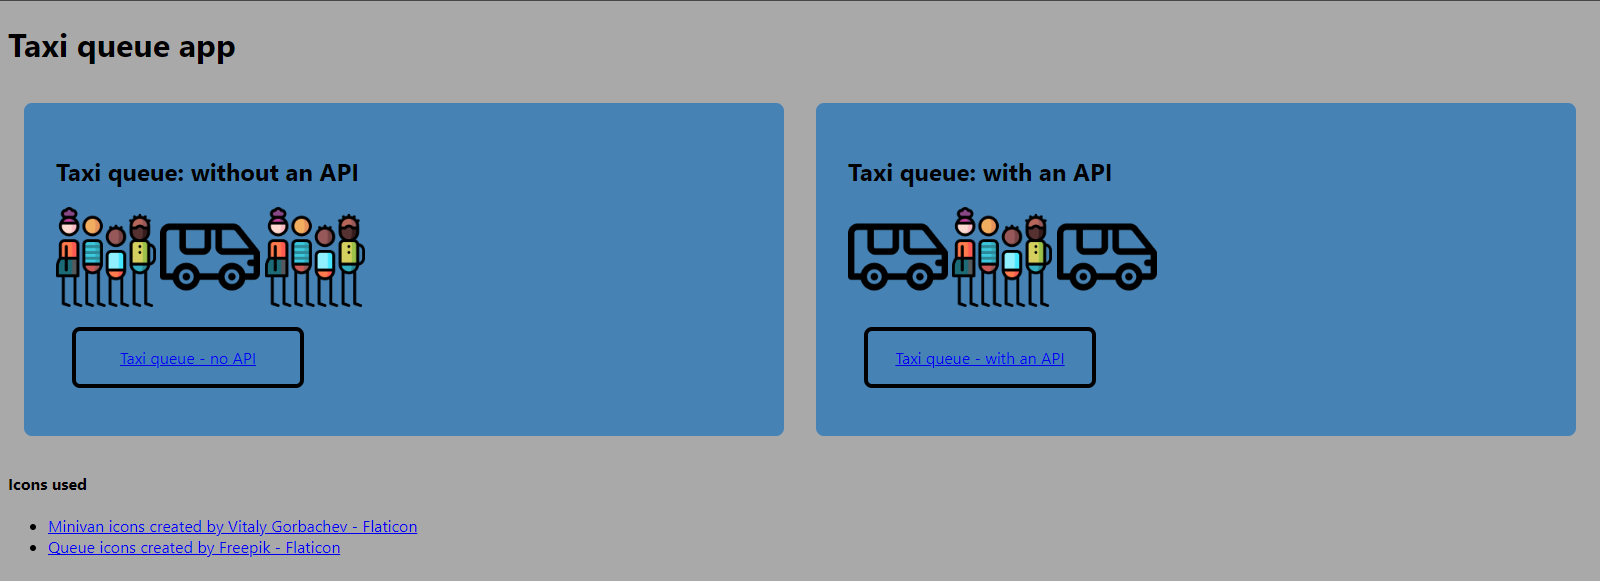 Taxi queue app
Taxi queue: without an API
Taxi queue - no API
Taxi queue: with an API
Taxi queue - with an API
Icons used
Minivan icons created by Vitaly Gorbachev - Flaticon
Queue icons created by Freepik - Flaticon